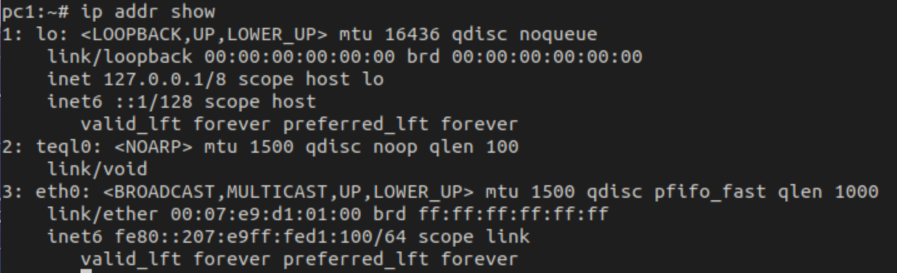 pc1:~# ip addr show
1: lo: <LOOPBACK,UP,LOWER_UP> mtu 16436 qdisc noqueue
link/loopback 00:00:00:00:00:00 brd 00:00:00:00:00:00
inet 127.0.0.1/8 scope host lo
inet6 ::1/128 scope host
valid_lft forever preferred_lft forever
2: teql0: <NOARP> mtu 1500 qdisc noop qlen 100
link/void
3: eth0: <BROADCAST,MULTICAST,UP,LOWER_UP> mtu 1500 qdisc pfifo_fast qlen 1000
link/ether 00:07:e9:d1:01:00 brd ff:ff:ff:ff:ff:ff
inet6 fe80::207:e9ff:fed1:100/64 scope link
valid_lft forever preferred_lft forever